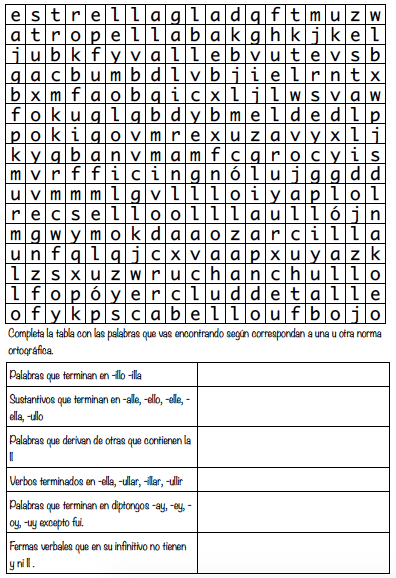 e s t r e l l a g l a d q f t m u z w
a t r o p e l l a b a k g h k j k e l
j u b k f y v a l l e b v u t e v s b
g a c b u m b d l v b j i e l r n t x
b x m f a o b q i c x l j l w s v a w
f o k u g l q b d y b m e l d e d l p
p o k i g o v m r e x u z a v y x l j
k y q b a n v m a m f c g r o c y i s
m v r f f i c i n g n ó l u j g g d d
u v m m m l g v l l l o i y a p l o l
r e c s e l l o o l l l a u l l ó j n
m g w y m o k d a a o z a r c i l l a
u n f q l q j c x v a a p x u y a z k
l z s x u z w r u c h a n c h u l l o
l f o p ó y e r c l u d d e t a l l e
o f y k p s c a b e l l o u f b o j o
Completa la tabla con las palabras que vas encontrando según correspondan a una u otra norma
ortográfica.
Palabras que terminan en -illo -illa
Sustantivos que terminan en -alle, -ello, -elle, -
ella, -ullo
Palabras que derivan de otras que contienen la
ll
Verbos terminados en -ella, -ullar, -illar, -ullir
Palabras que terminan en diptongos -ay, -ey, -
oy, -uy excepto fui.
Fermas verbales que en su infinitivo no tienen
y ni ll .